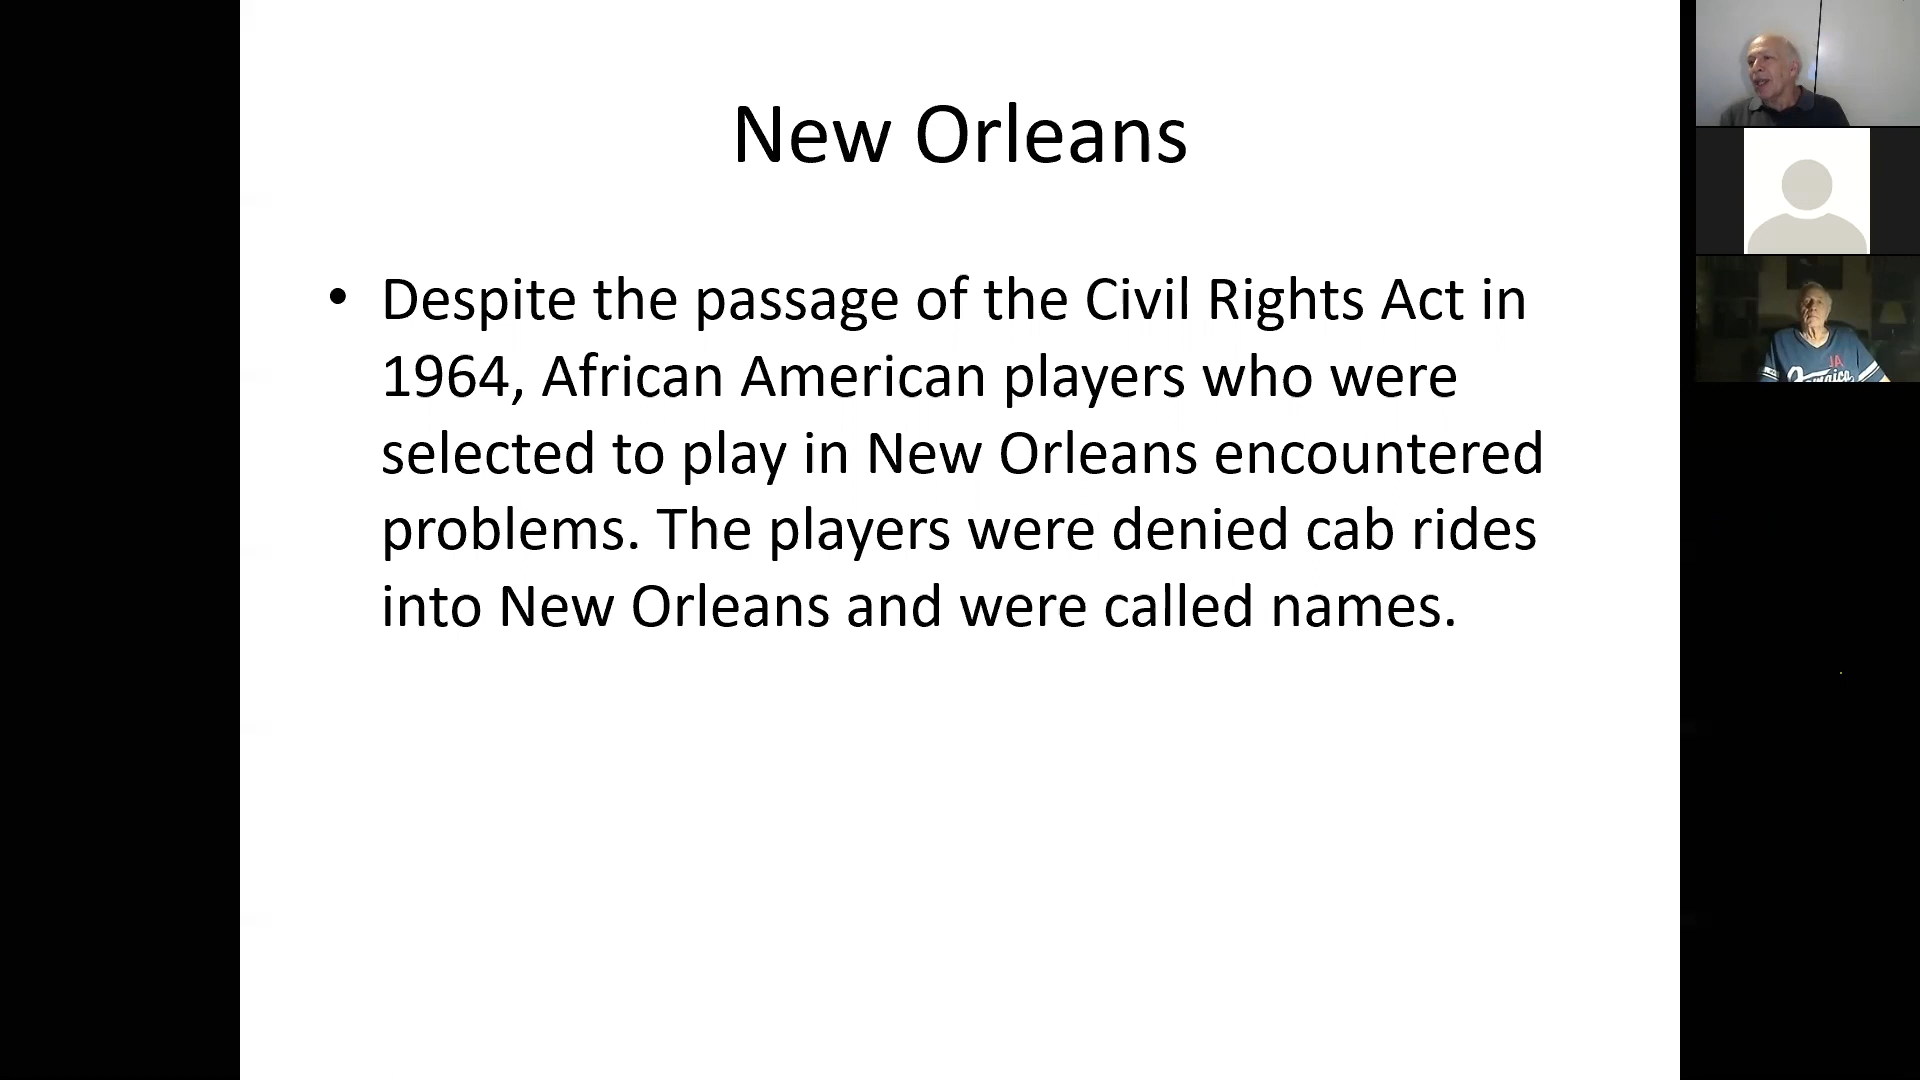 New Orleans
• Despite the passage of the Civil Rights Act in
1964, African American players who were
selected to play in New Orleans encountered
problems. The players were denied cab rides
into New Orleans and were called names.
JA
Jamaica